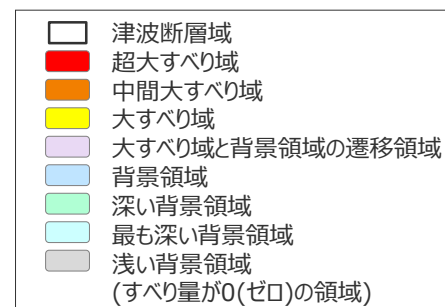 津波断層域
超大すべり域
中間大すべり域
大すべり域
大すべり域と背景領域の遷移領域
背景領域
深い背景領域
最も深い背景領域
浅い背景領域
(すべり量が0(ゼロ)の領域)